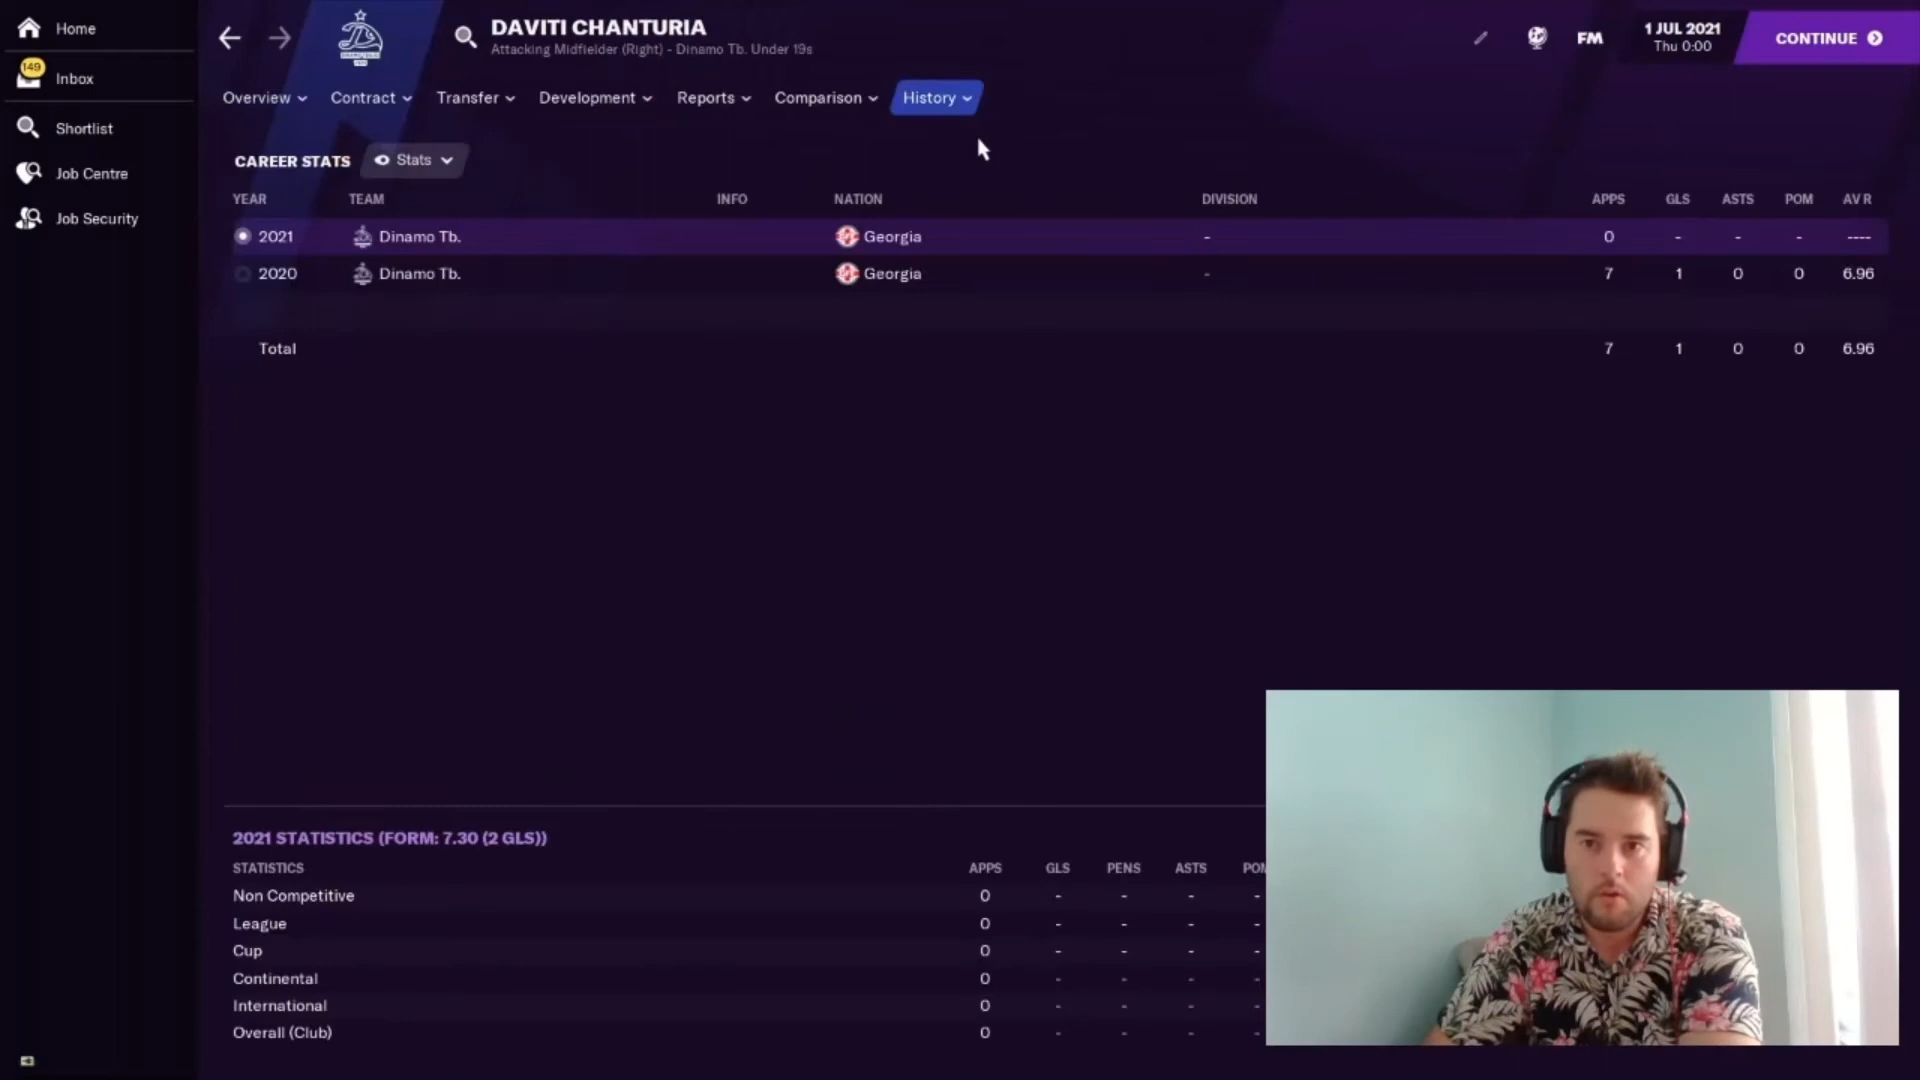 Home
149
Inbox
Shortlist
Job Centre
Job Security
DAVITI CHANTURIA
Attacking Midfielder (Right) - Dinamo Tb. Under 19s
FM
1 JUL 2021
Thu 0:00
CONTINUE
Overview
Contract
Transfer
Development
Reports
Comparison
History
CAREER STATS Stats
YEAR TEAM INFO NATION DIVISION APPS GLS ASTS POM AV R
2021 Dinamo Tb. Georgia - 0 - - - ----
2020 Dinamo Tb. Georgia - 7 1 0 0 6.96
Total 7 1 0 0 6.96
2021 STATISTICS (FORM: 7.30 (2 GLS))
STATISTICS APPS GLS PENS ASTS POM
Non Competitive 0 - - - -
League 0 - - - -
Cup 0 - - - -
Continental 0 - - - -
International 0 - - - -
Overall (Club) 0 - - - -